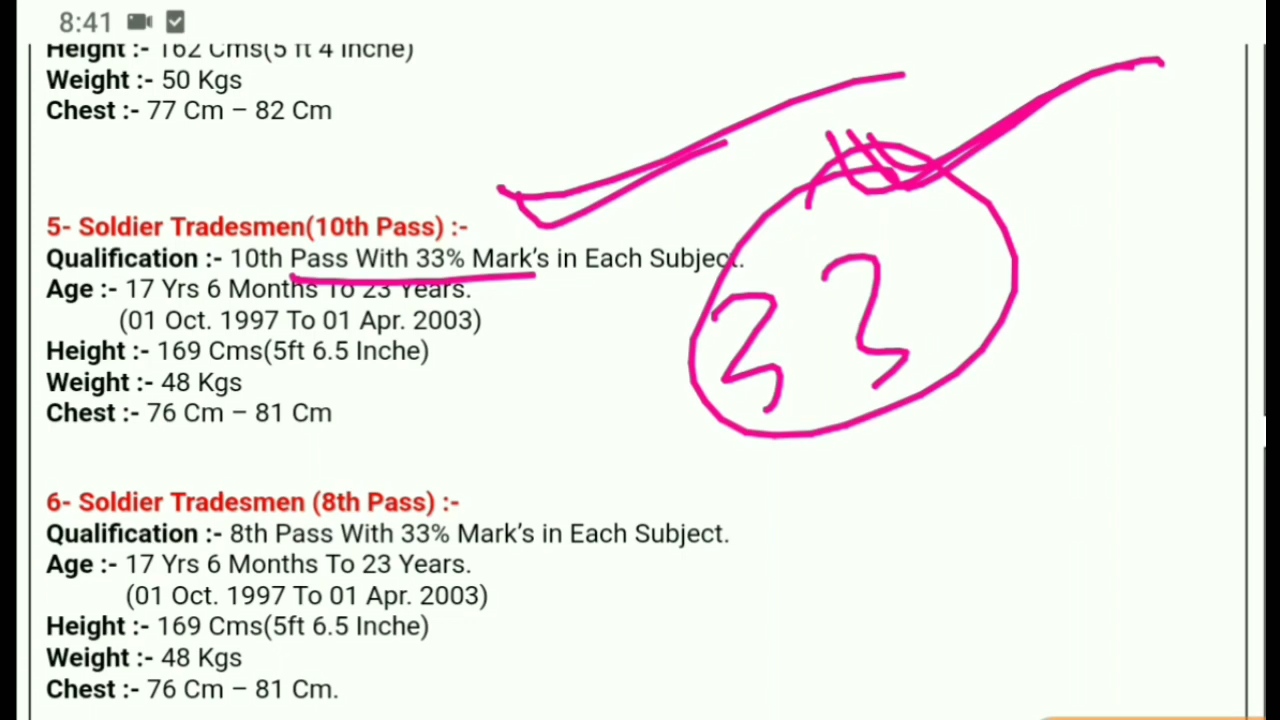 8:41
Height :- 162 Cms(5 ft 4 Inche)
Weight :- 50 Kgs
Chest :- 77 Cm – 82 Cm
5- Soldier Tradesmen(10th Pass) :-
Qualification :- 10th Pass With 33% Mark's in Each Subject.
Age :- 17 Yrs 6 Months To 23 Years.
(01 Oct. 1997 To 01 Apr. 2003)
33
Height :- 169 Cms(5ft 6.5 Inche)
Weight :- 48 Kgs
Chest :- 76 Cm – 81 Cm
6- Soldier Tradesmen (8th Pass) :-
Qualification :- 8th Pass With 33% Mark's in Each Subject.
Age :- 17 Yrs 6 Months To 23 Years.
(01 Oct. 1997 To 01 Apr. 2003)
Height :- 169 Cms(5ft 6.5 Inche)
Weight :- 48 Kgs
Chest :- 76 Cm – 81 Cm.